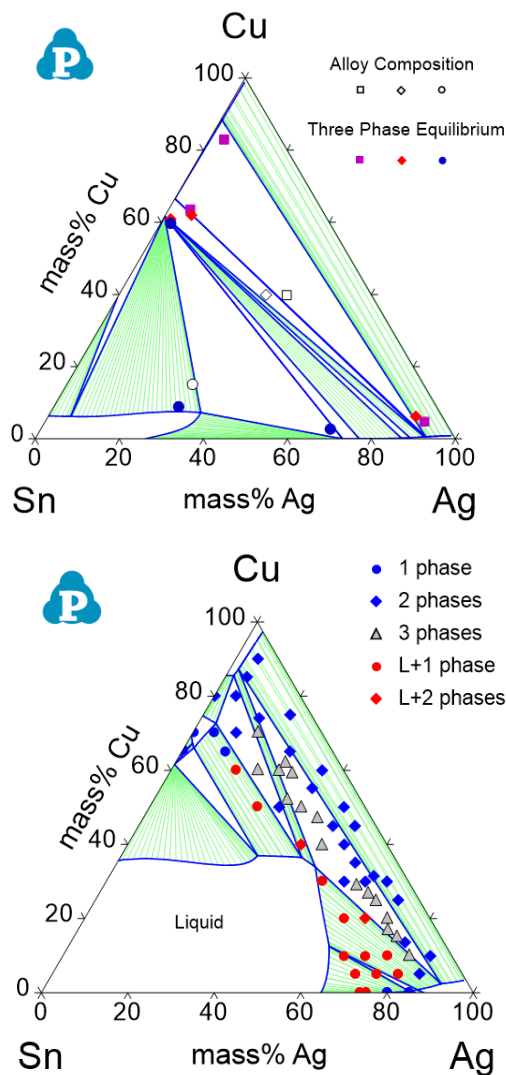 P
Cu
100
Alloy Composition
80
Three Phase Equilibrium
60
mass% Cu
40
20
0
0
20
40
60
80
100
Sn
mass% Ag
Ag
P
Cu
1 phase
100
2 phases
3 phases
80
L+1 phase
L+2 phases
60
mass% Cu
40
20
Liquid
0
0
20
40
60
80
100
Sn
mass% Ag
Ag